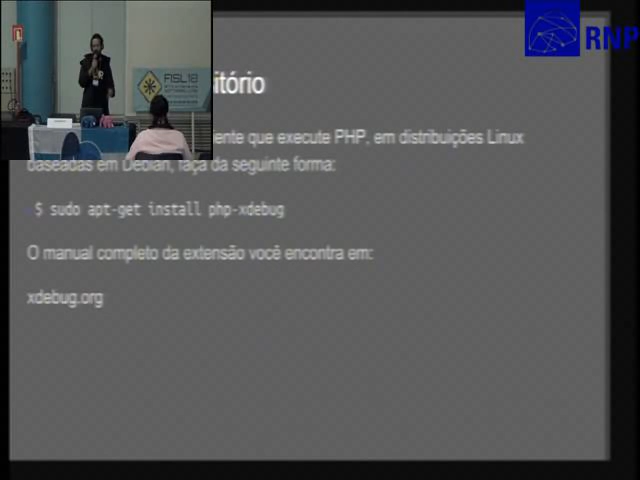 RNP
FISL18
itório
ente que execute PHP, em distribuições Linux
baseadas em Debian, faça da seguinte forma:
$ sudo apt-get install php-xdebug
O manual completo da extensão você encontra em:
xdebug.org